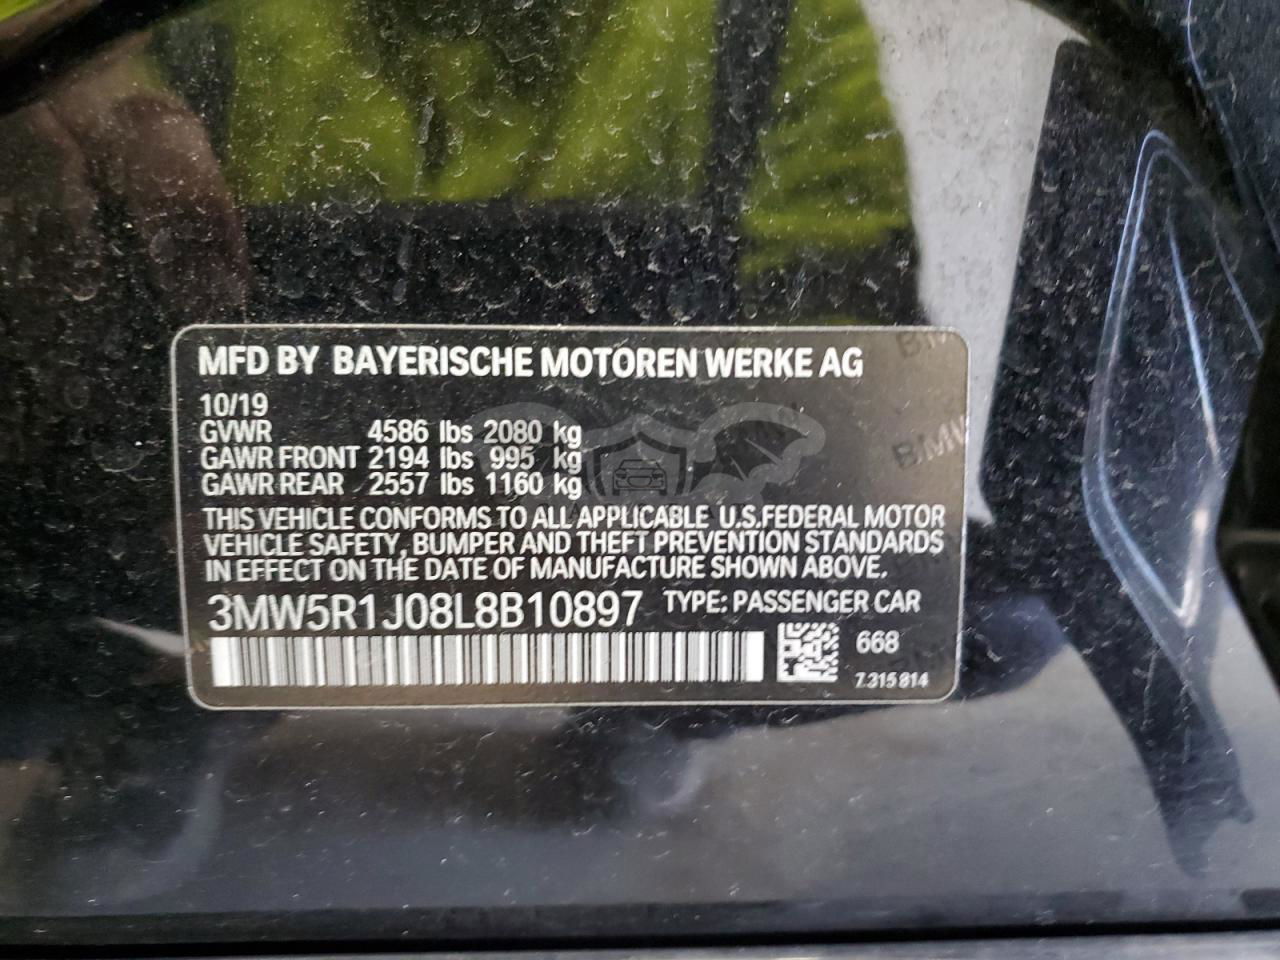 MFD BY BAYERISCHE MOTOREN WERKE AG
10/19
GVWR 4586 lbs 2080 kg
GAWR FRONT 2194 lbs 995 kg
GAWR REAR 2557 lbs 1160 kg
THIS VEHICLE CONFORMS TO ALL APPLICABLE U.S.FEDERAL MOTOR
VEHICLE SAFETY, BUMPER AND THEFT PREVENTION STANDARDS
IN EFFECT ON THE DATE OF MANUFACTURE SHOWN ABOVE.
3MW5R1J08L8B10897 TYPE: PASSENGER CAR
668
7.315 814
BMW